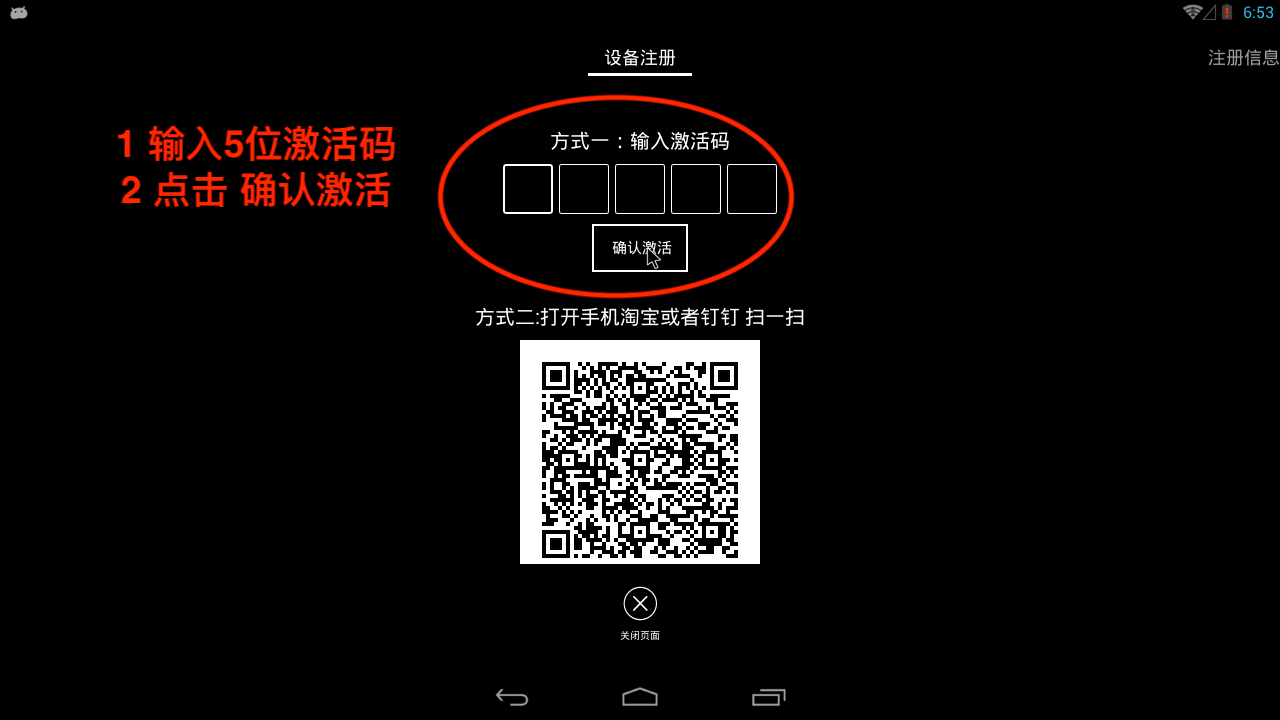 6:53
设备注册
注册信息
1 输入5位激活码
2 点击 确认激活
方式一：输入激活码
确认激活
方式二:打开手机淘宝或者钉钉 扫一扫
关闭页面